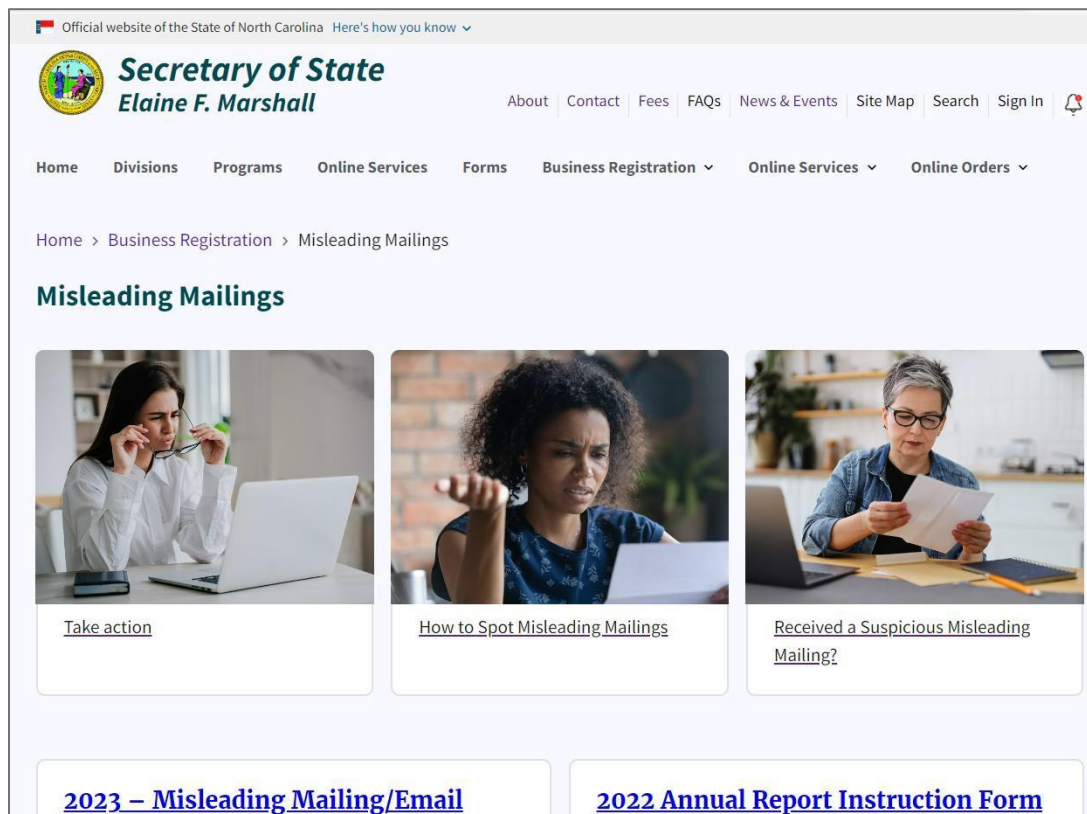 Official website of the State of North Carolina Here's how you know
Secretary of State
Elaine F. Marshall
About Contact Fees FAQs News & Events Site Map Search Sign In
Home Divisions Programs Online Services Forms Business Registration Online Services Online Orders
Home > Business Registration > Misleading Mailings
Misleading Mailings
Take action
How to Spot Misleading Mailings
Received a Suspicious Misleading
Mailing?
2023 – Misleading Mailing/Email
2022 Annual Report Instruction Form